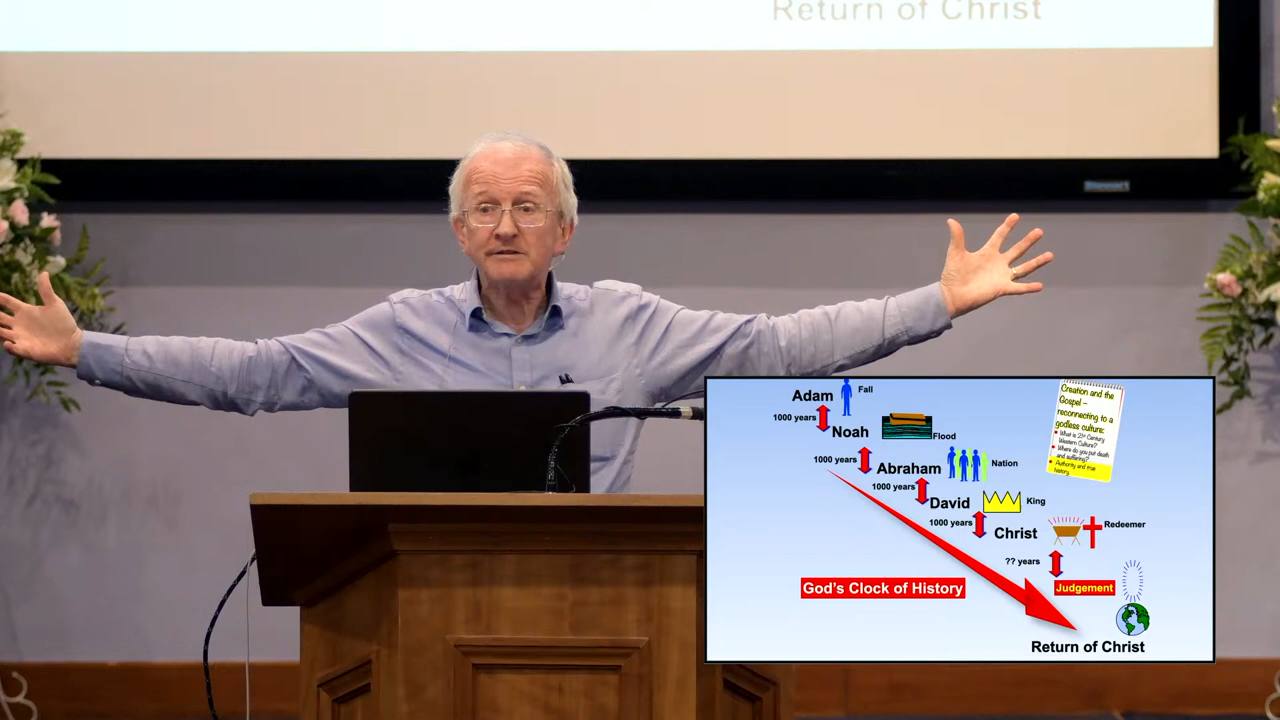 Return of Christ
Adam
Fall
1000 years
Noah
Flood
1000 years
Abraham
Nation
1000 years
David
King
1000 years
Christ
Redeemer
?? years
Judgement
God's Clock of History
Return of Christ
Creation and the
Gospel –
reconnecting to a
godless culture:
What is 21st Century
Western Culture?
Where do you put death
and suffering?
Authority and true
history